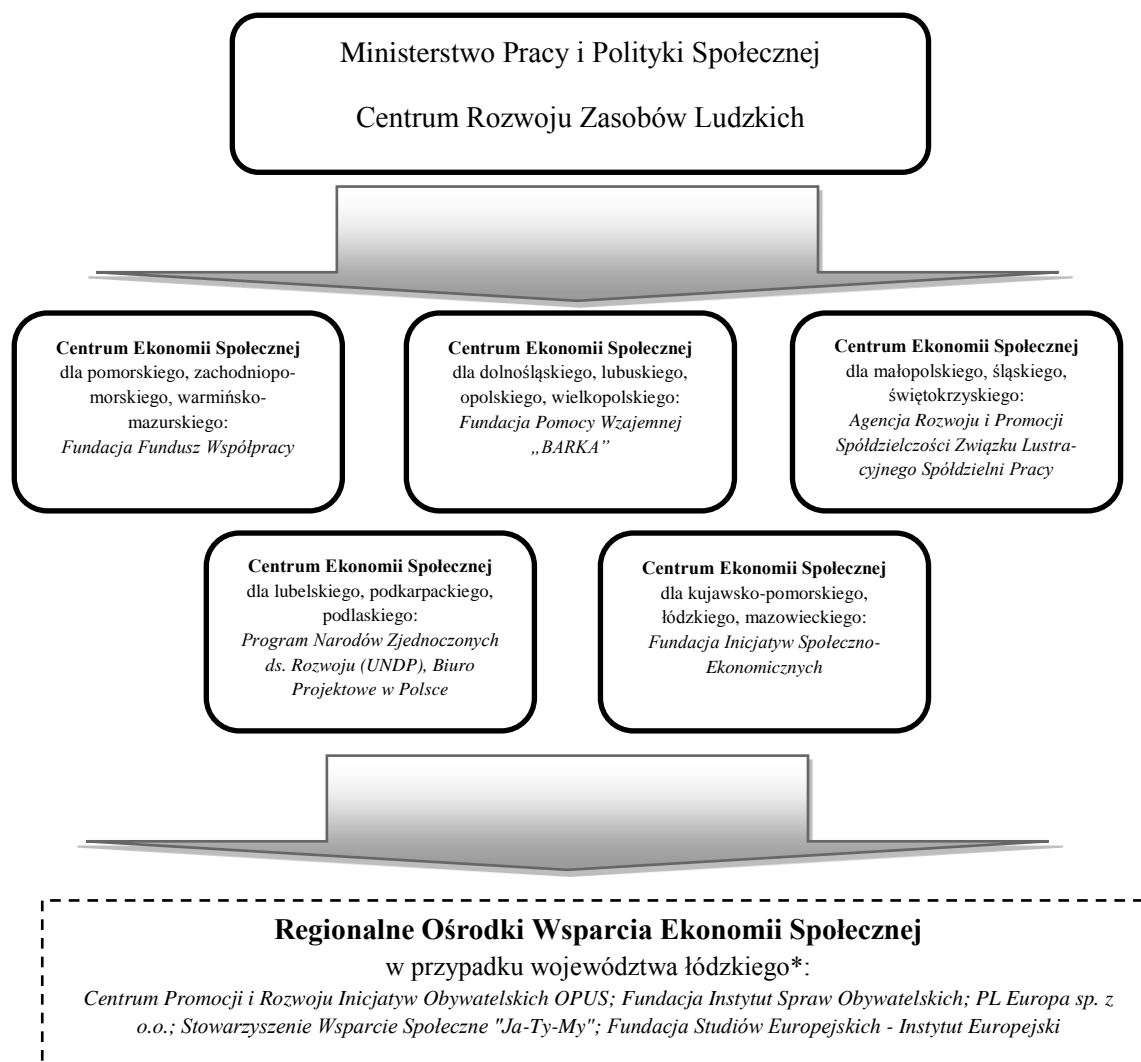 Ministerstwo Pracy i Polityki Społecznej
Centrum Rozwoju Zasobów Ludzkich
Centrum Ekonomii Społecznej
dla pomorskiego, zachodniopo-
morskiego, warmińsko-
mazurskiego:
Fundacja Fundusz Współpracy
Centrum Ekonomii Społecznej
dla dolnośląskiego, lubuskiego,
opolskiego, wielkopolskiego:
Fundacja Pomocy Wzajemnej
„BARKA”
Centrum Ekonomii Społecznej
dla małopolskiego, śląskiego,
świętokrzyskiego:
Agencja Rozwoju i Promocji
Spółdzielczości Związku Lustra-
cyjnego Spółdzielni Pracy
Centrum Ekonomii Społecznej
dla lubelskiego, podkarpackiego,
podlaskiego:
Program Narodów Zjednoczonych
ds. Rozwoju (UNDP), Biuro
Projektowe w Polsce
Centrum Ekonomii Społecznej
dla kujawsko-pomorskiego,
łódzkiego, mazowieckiego:
Fundacja Inicjatyw Społeczno-
Ekonomicznych
Regionalne Ośrodki Wsparcia Ekonomii Społecznej
w przypadku województwa łódzkiego*:
Centrum Promocji i Rozwoju Inicjatyw Obywatelskich OPUS; Fundacja Instytut Spraw Obywatelskich; PL Europa sp. z
o.o.; Stowarzyszenie Wsparcie Społeczne "Ja-Ty-My"; Fundacja Studiów Europejskich - Instytut Europejski